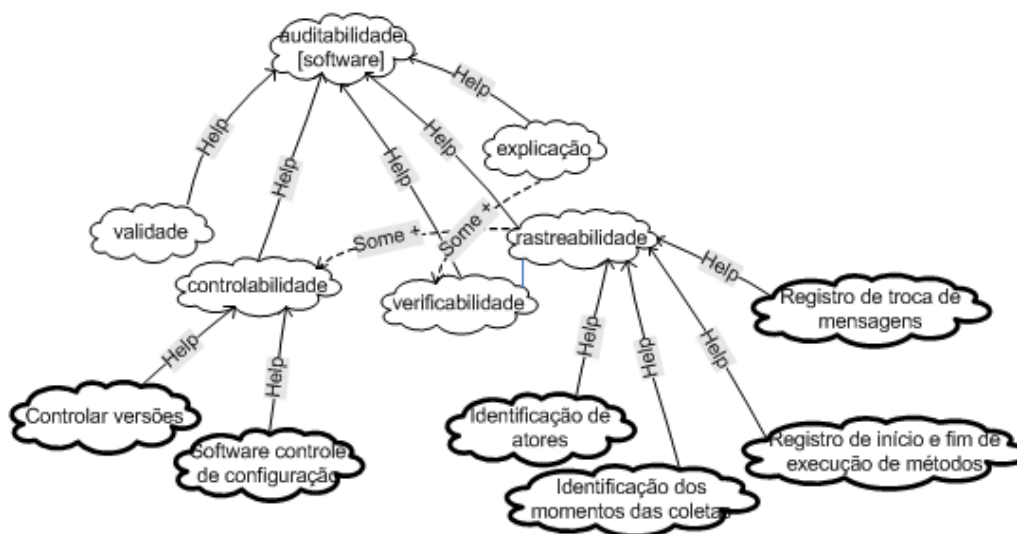 auditabilidade
[software]
Help
Help
Help
Help
Help
explicação
validade
Some +
Some +
rastreabilidade
controlabilidade
verificabilidade
Help
Registro de troca de
mensagens
Help
Help
Help
Help
Help
Controlar versões
Software controle
de configuração
Identificação de
atores
Registro de início e fim de
execução de métodos
Identificação dos
momentos das coletas